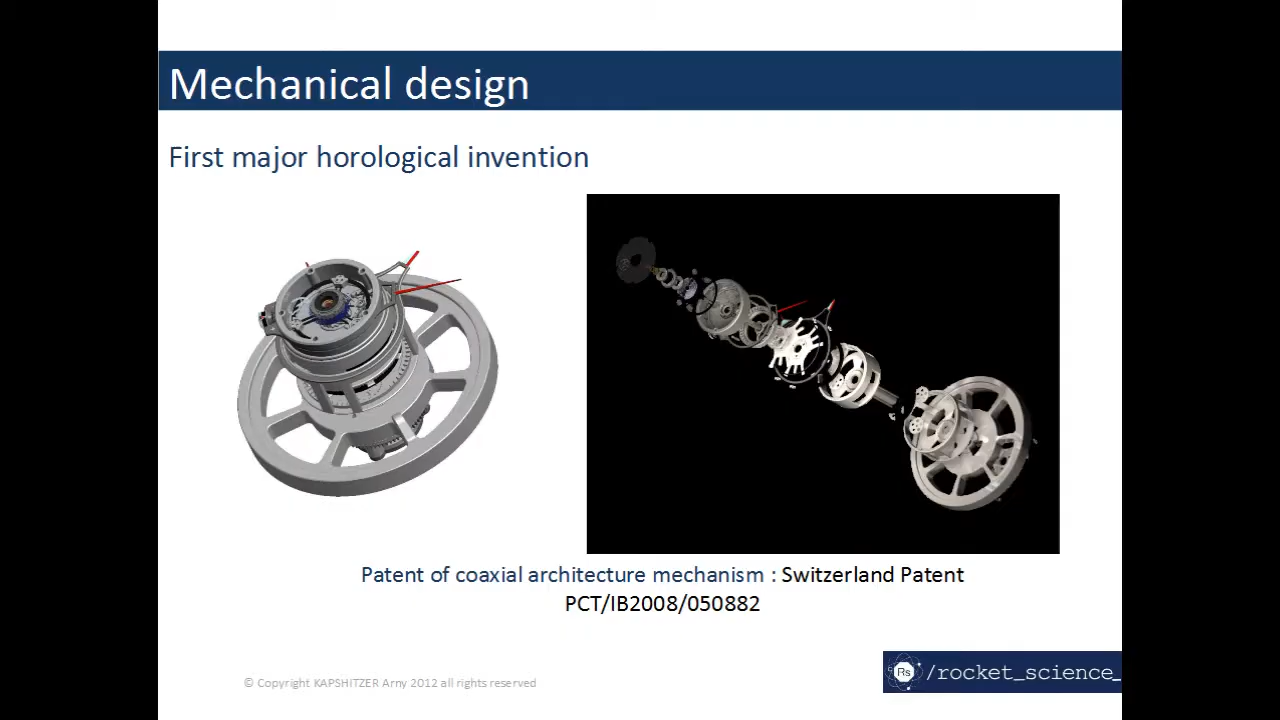 Mechanical design
First major horological invention
Patent of coaxial architecture mechanism : Switzerland Patent
PCT/IB2008/050882
© Copyright KAPSHITZER Arny 2012 all rights reserved
Rs /rocket_science_